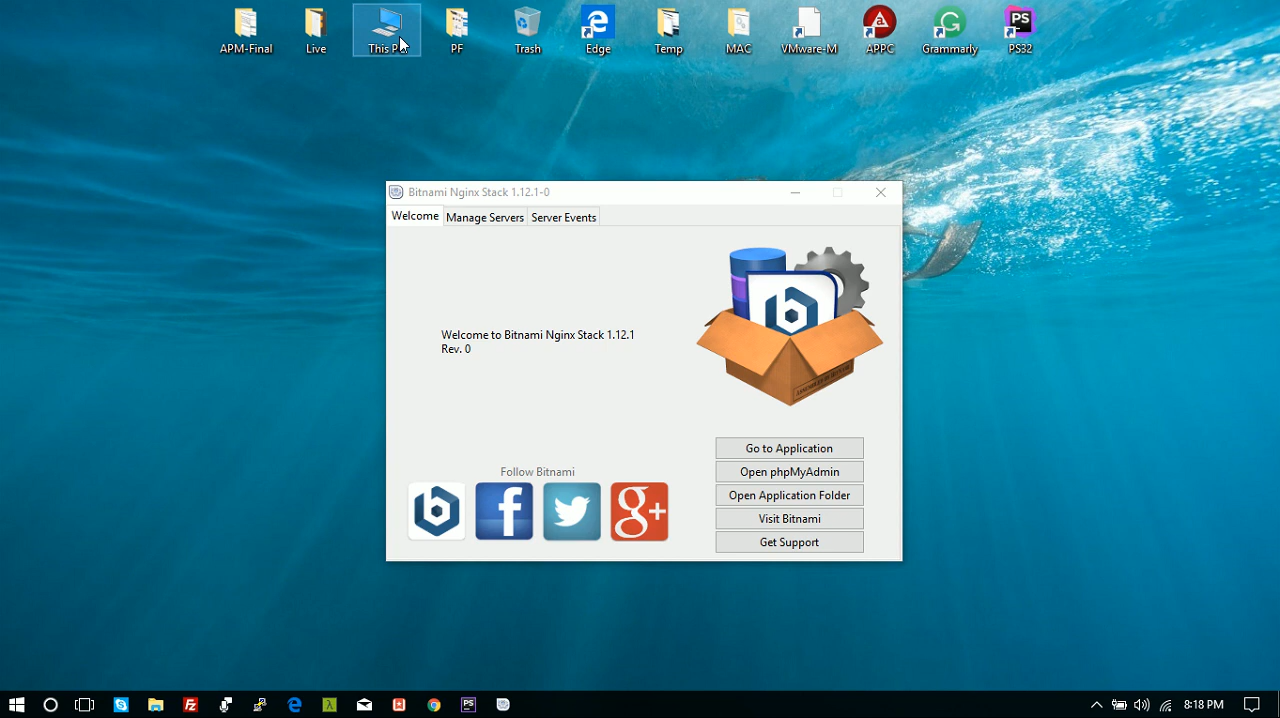 APM-Final
Live
This P
PF
Trash
Edge
Temp
MAC
VMware-M
APPC
Grammarly
PS32
PS
Bitnami Nginx Stack 1.12.1-0
Welcome
Manage Servers
Server Events
Welcome to Bitnami Nginx Stack 1.12.1
Rev. 0
Go to Application
Open phpMyAdmin
Open Application Folder
Visit Bitnami
Get Support
Follow Bitnami
8:18 PM